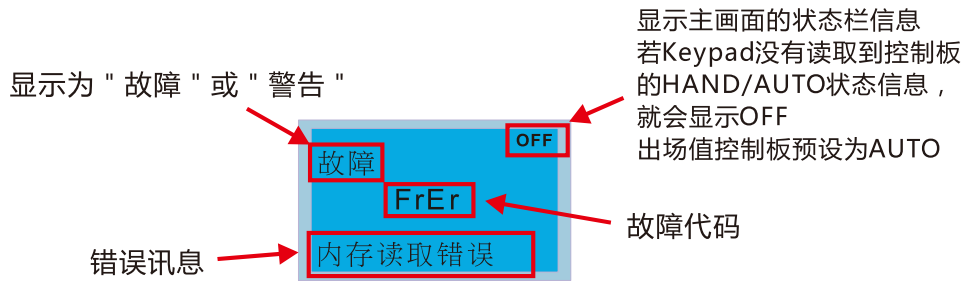 显示主画面的状态栏信息
若Keypad没有读取到控制板
的HAND/AUTO状态信息，
就会显示OFF
出场值控制板预设为AUTO
显示为＂故障＂或＂警告＂
OFF
故障
FrEr
故障代码
内存读取错误
错误讯息